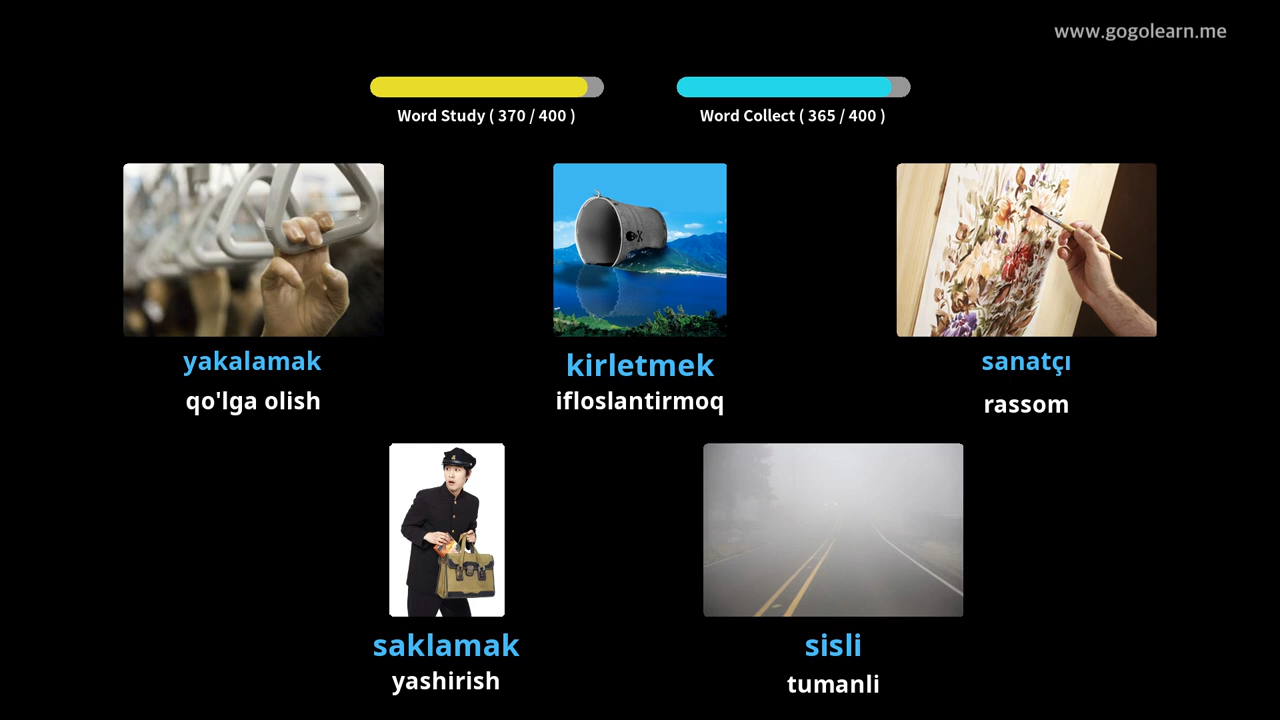 www.gogolearn.me
Word Study ( 370 / 400 )
Word Collect ( 365 / 400 )
yakalamak
qo'lga olish
kirletmek
ifloslantirmoq
sanatçı
rassom
saklamak
yashirish
sisli
tumanli